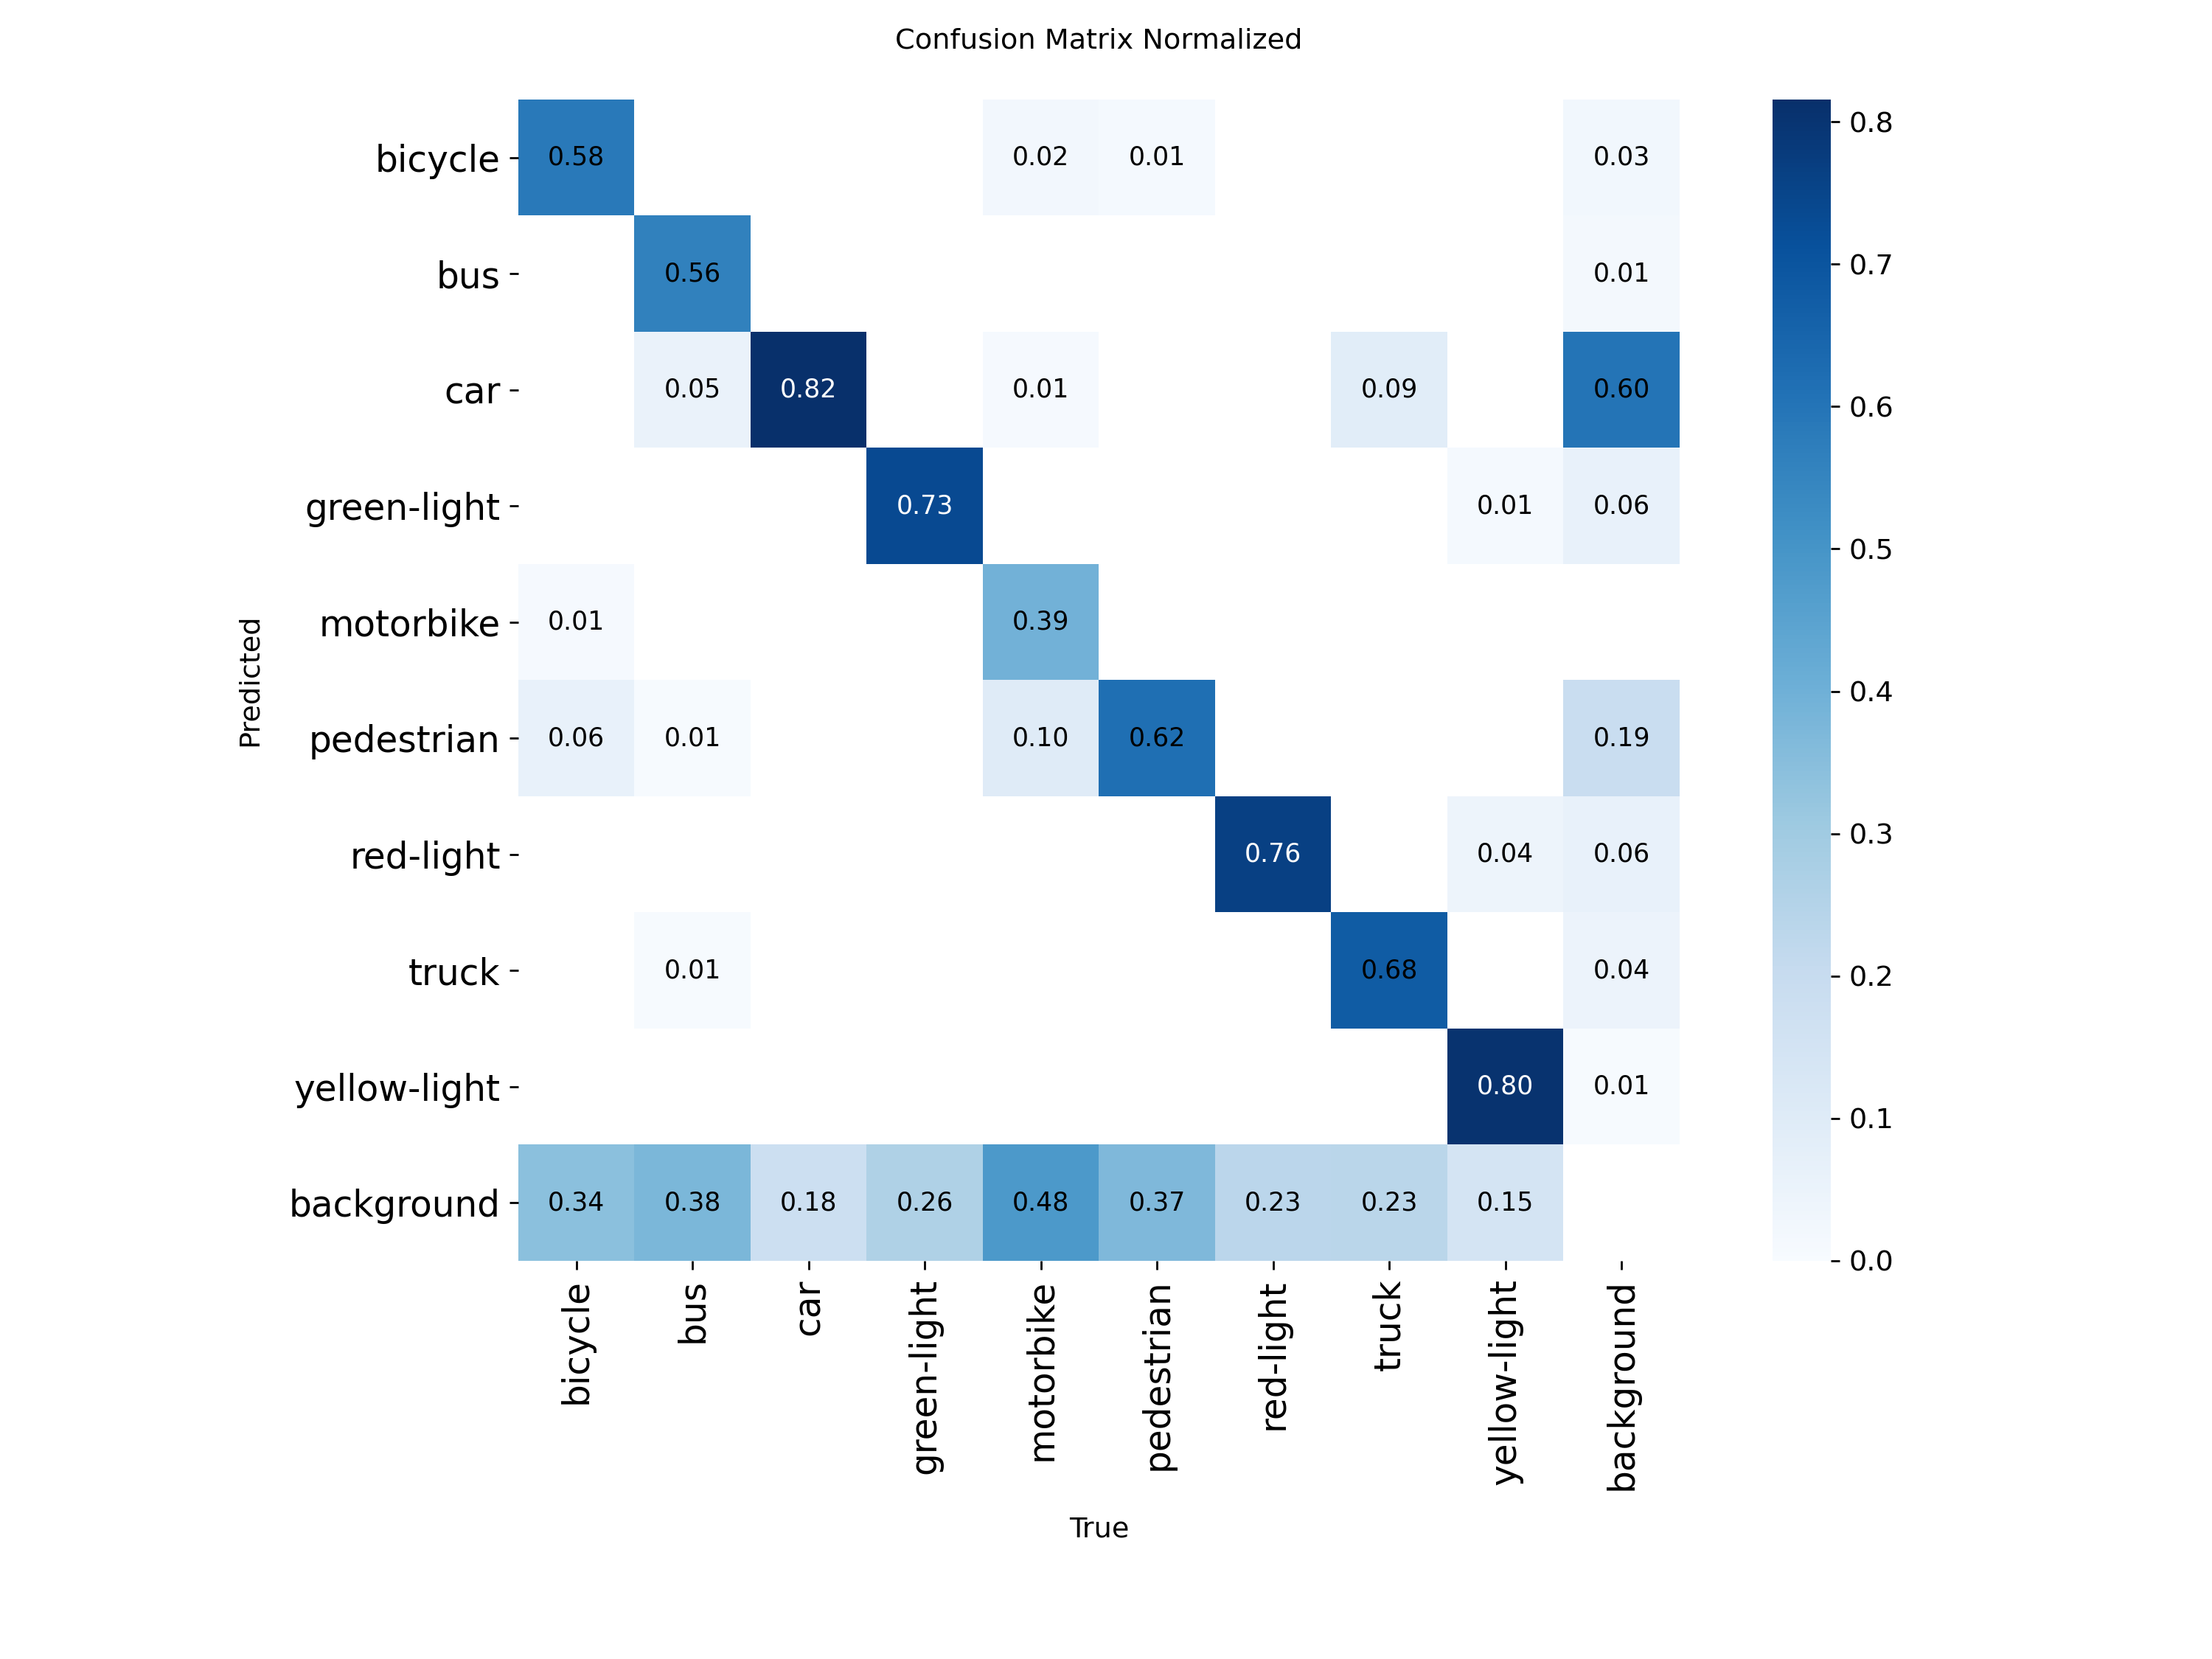 Confusion Matrix Normalized
bicycle 0.58 0.02 0.01 0.03
bus 0.56 0.01
car 0.05 0.82 0.01 0.09 0.60
green-light 0.73 0.01 0.06
motorbike 0.01 0.39
pedestrian 0.06 0.01 0.10 0.62 0.19
red-light 0.76 0.04 0.06
truck 0.01 0.68 0.04
yellow-light 0.80 0.01
background 0.34 0.38 0.18 0.26 0.48 0.37 0.23 0.23 0.15
Predicted
bicycle
bus
car
green-light
motorbike
pedestrian
red-light
truck
yellow-light
background
True
0.8
0.7
0.6
0.5
0.4
0.3
0.2
0.1
0.0